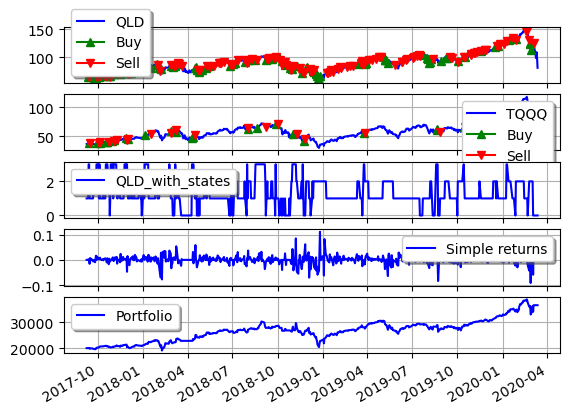 QLD
Buy
Sell
150
100
TQQQ
Buy
Sell
100
50
QLD_with_states
2
0
Simple returns
0.1
0.0
−0.1
Portfolio
30000
20000
2017-10 2018-01 2018-04 2018-07 2018-10 2019-01 2019-04 2019-07 2019-10 2020-01 2020-04